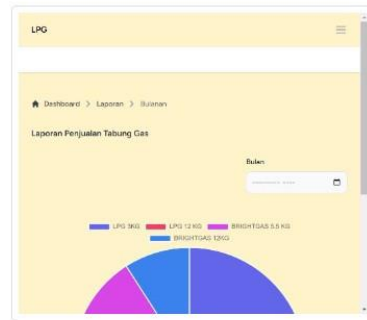 LPG
Dashboard > Laporan > Bulanan
Laporan Penjualan Tabung Gas
Bulan
LPG 3KG LPG 12 KG BRIGHTGAS 5.5 KG
BRIGHTGAS 12KG